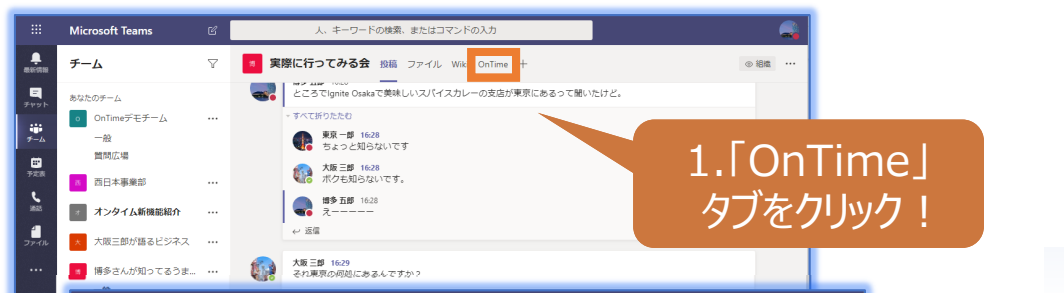 Microsoft Teams
人、キーワードの検索、またはコマンドの入力
最新情報
チャット
チーム
予定表
通話
ファイル
チーム
あなたのチーム
OnTimeデモチーム
一般
質問広場
西日本事業部
オンタイム新機能紹介
大阪三郎が語るビジネス
博多さんが知ってるうま...
博 実際に行ってみる会 投稿 ファイル Wiki OnTime +
組織
ところでIgnite Osakaで美味しいスパイスカレーの支店が東京にあるって聞いたけど。
すべて折りたたむ
東京 一郎 16:28
ちょっと知らないです
大阪 三郎 16:28
ボクも知らないです。
博多 五郎 16:28
えーーーーー
返信
大阪 三郎 16:29
それ東京の何処にあるんですか?
1.「OnTime」
タブをクリック!